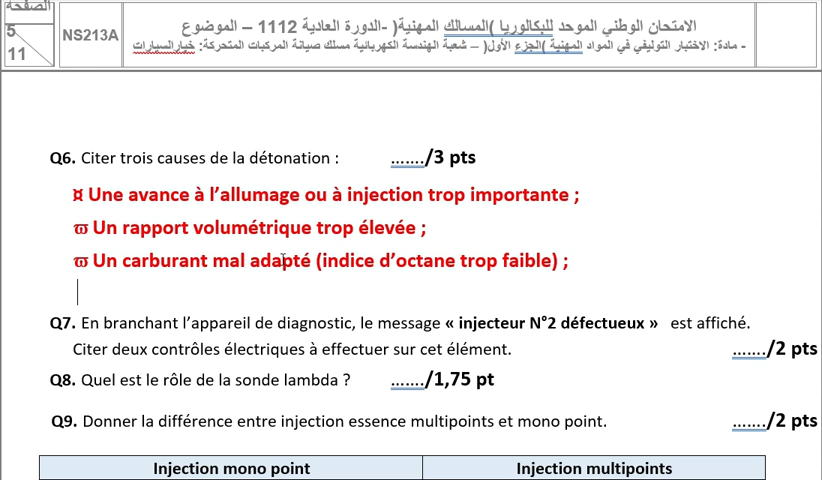 الصفحة
5
11
NS213A
الامتحان الوطني الموحد للبكالوريا )المسالك المهنية(- الدورة العادية 1112 – الموضوع
- مادة: الاختبار التوليفي في المواد المهنية )الجزء الأول( – شعبة الهندسة الكهربائية مسلك صيانة المركبات المتحركة: خيارالسيارات
Q6. Citer trois causes de la détonation : ……./3 pts
¤ Une avance à l’allumage ou à injection trop importante ;
ϖ Un rapport volumétrique trop élevée ;
ϖ Un carburant mal adapté (indice d’octane trop faible) ;
Q7. En branchant l’appareil de diagnostic, le message « injecteur N°2 défectueux » est affiché.
Citer deux contrôles électriques à effectuer sur cet élément. ……./2 pts
Q8. Quel est le rôle de la sonde lambda ? ……./1,75 pt
Q9. Donner la différence entre injection essence multipoints et mono point. ……./2 pts
Injection mono point Injection multipoints